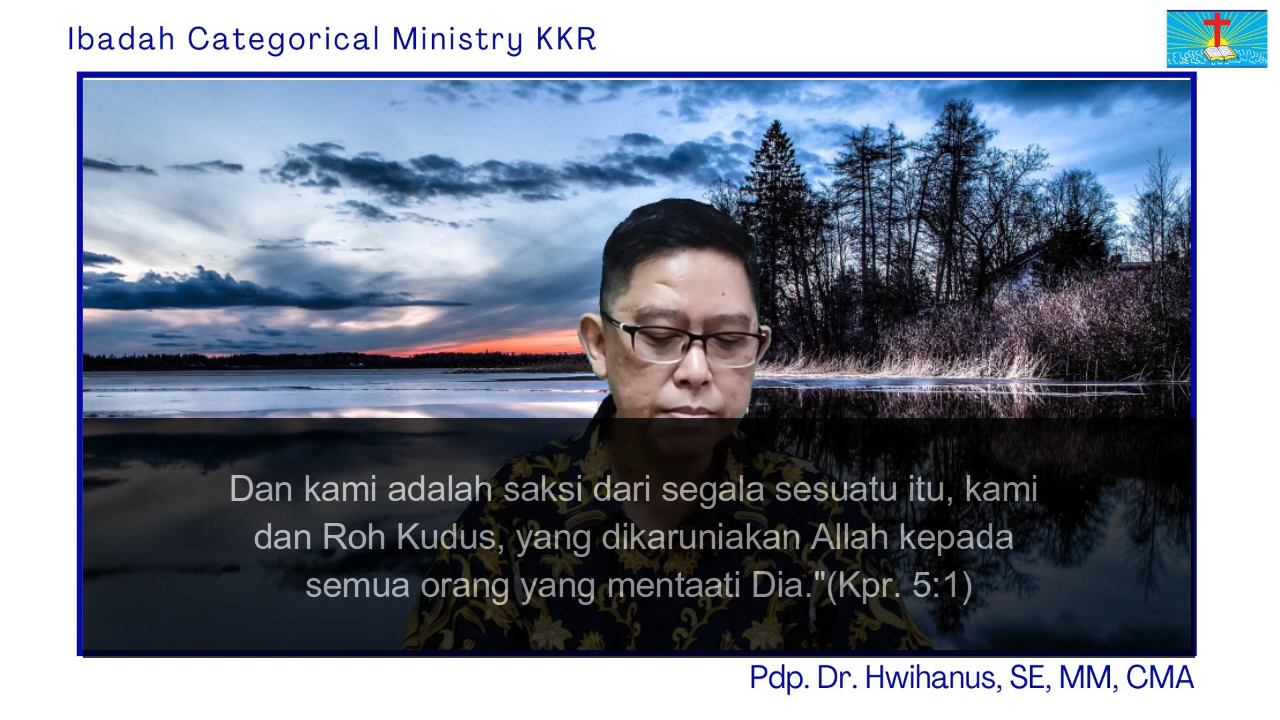 Ibadah Categorical Ministry KKR
Dan kami adalah saksi dari segala sesuatu itu, kami
dan Roh Kudus, yang dikaruniakan Allah kepada
semua orang yang mentaati Dia."(Kpr. 5:1)
Pdp. Dr. Hwihanus, SE, MM, CMA